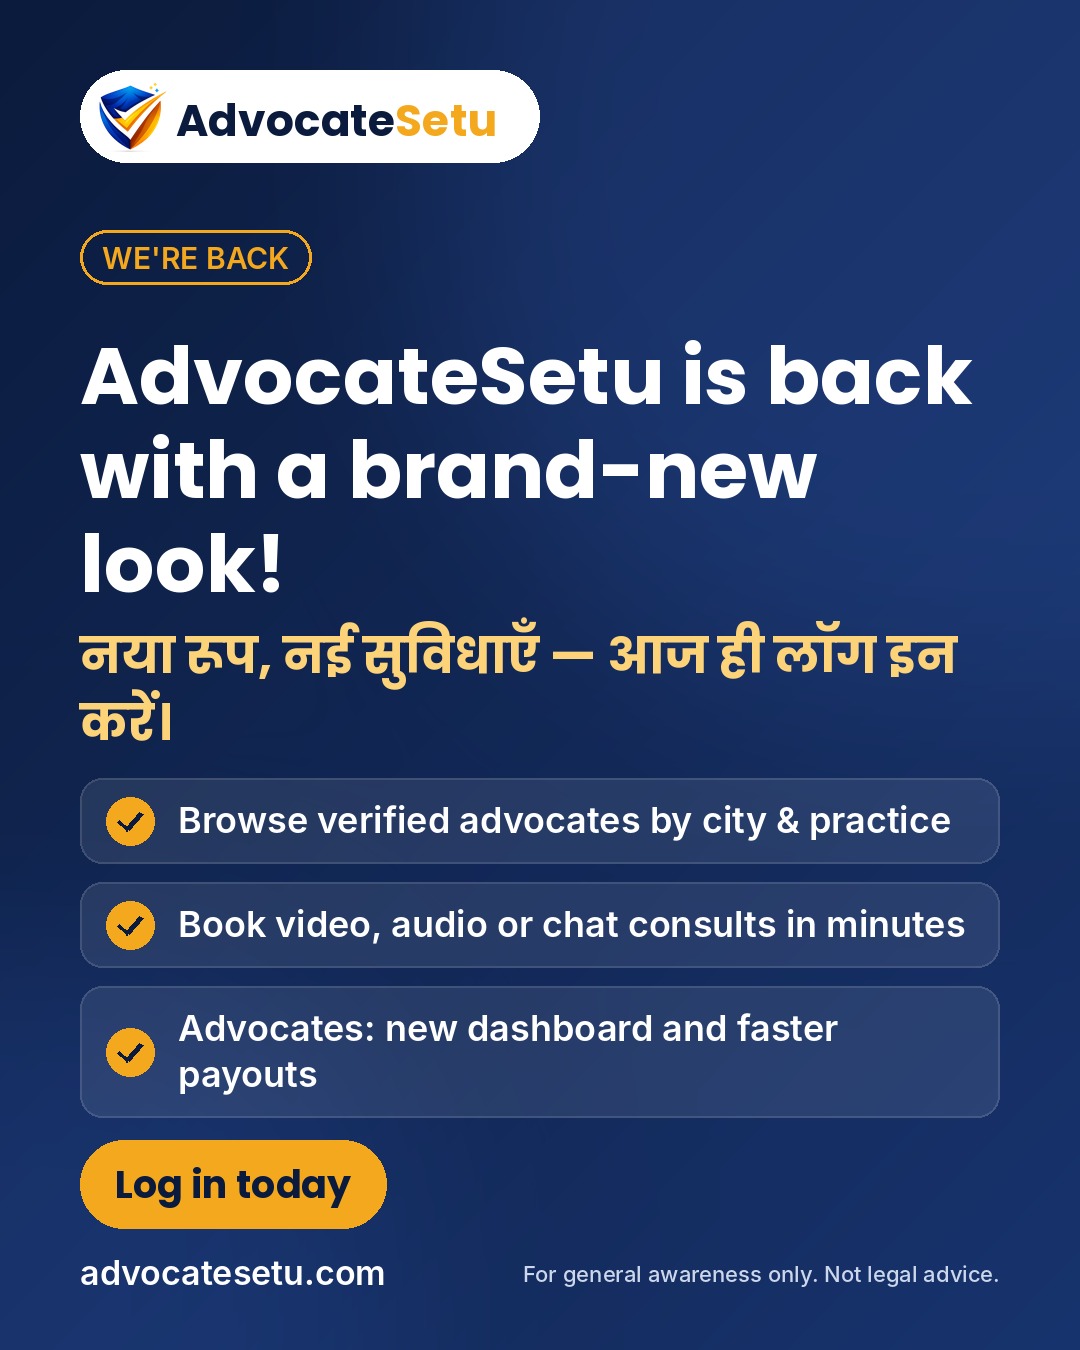 AdvocateSetu
WE'RE BACK
AdvocateSetu is back
with a brand-new
look!
नया रूप, नई सुविधाएँ — आज ही लॉग इन
करें।
Browse verified advocates by city & practice
Book video, audio or chat consults in minutes
Advocates: new dashboard and faster
payouts
Log in today
advocatesetu.com
For general awareness only. Not legal advice.